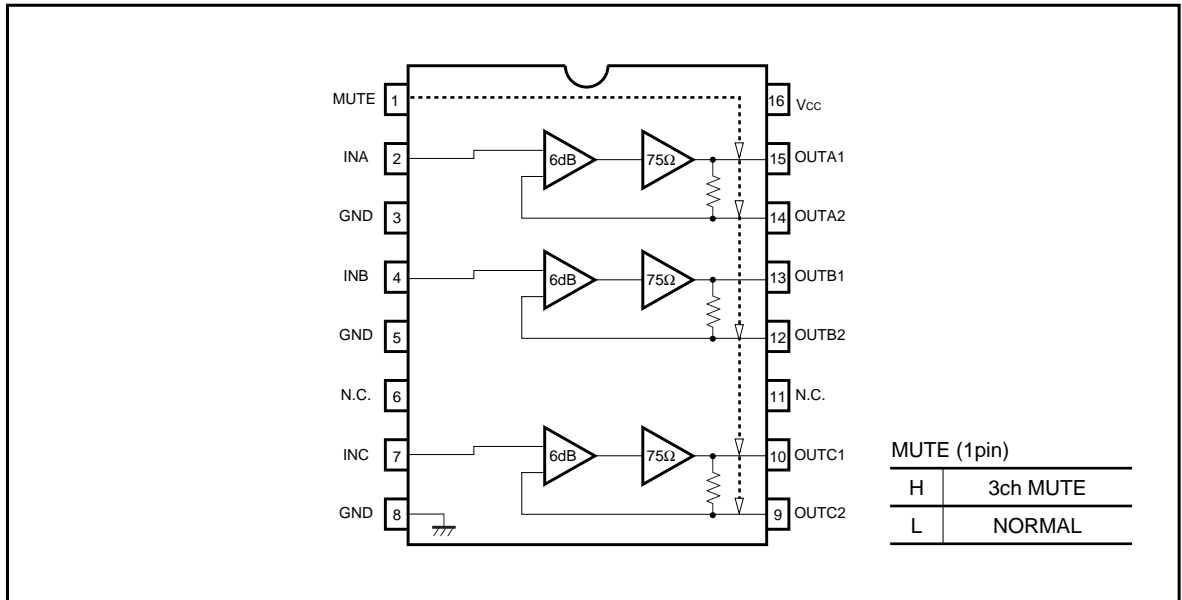 MUTE 1 16 Vcc
INA 2 6dB 75Ω 15 OUTA1
GND 3 14 OUTA2
INB 4 6dB 75Ω 13 OUTB1
GND 5 12 OUTB2
N.C. 6 11 N.C.
INC 7 6dB 75Ω 10 OUTC1
GND 8 9 OUTC2
MUTE (1pin)
H 3ch MUTE
L NORMAL